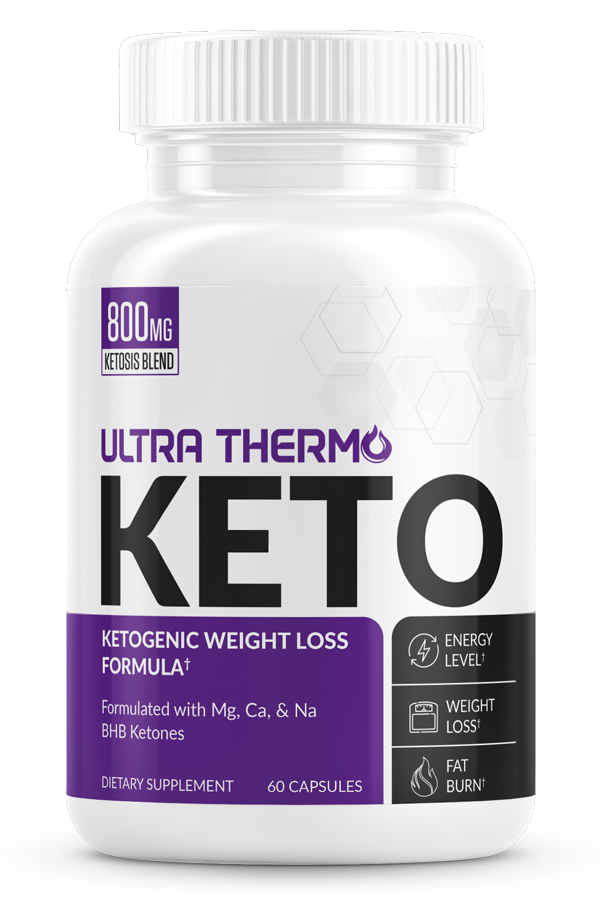 800MG
KETOSIS BLEND
ULTRA THERMO
KETO
KETOGENIC WEIGHT LOSS
FORMULA†
Formulated with Mg, Ca, & Na
BHB Ketones
DIETARY SUPPLEMENT 60 CAPSULES
ENERGY
LEVEL†
WEIGHT
LOSS†
FAT
BURN†